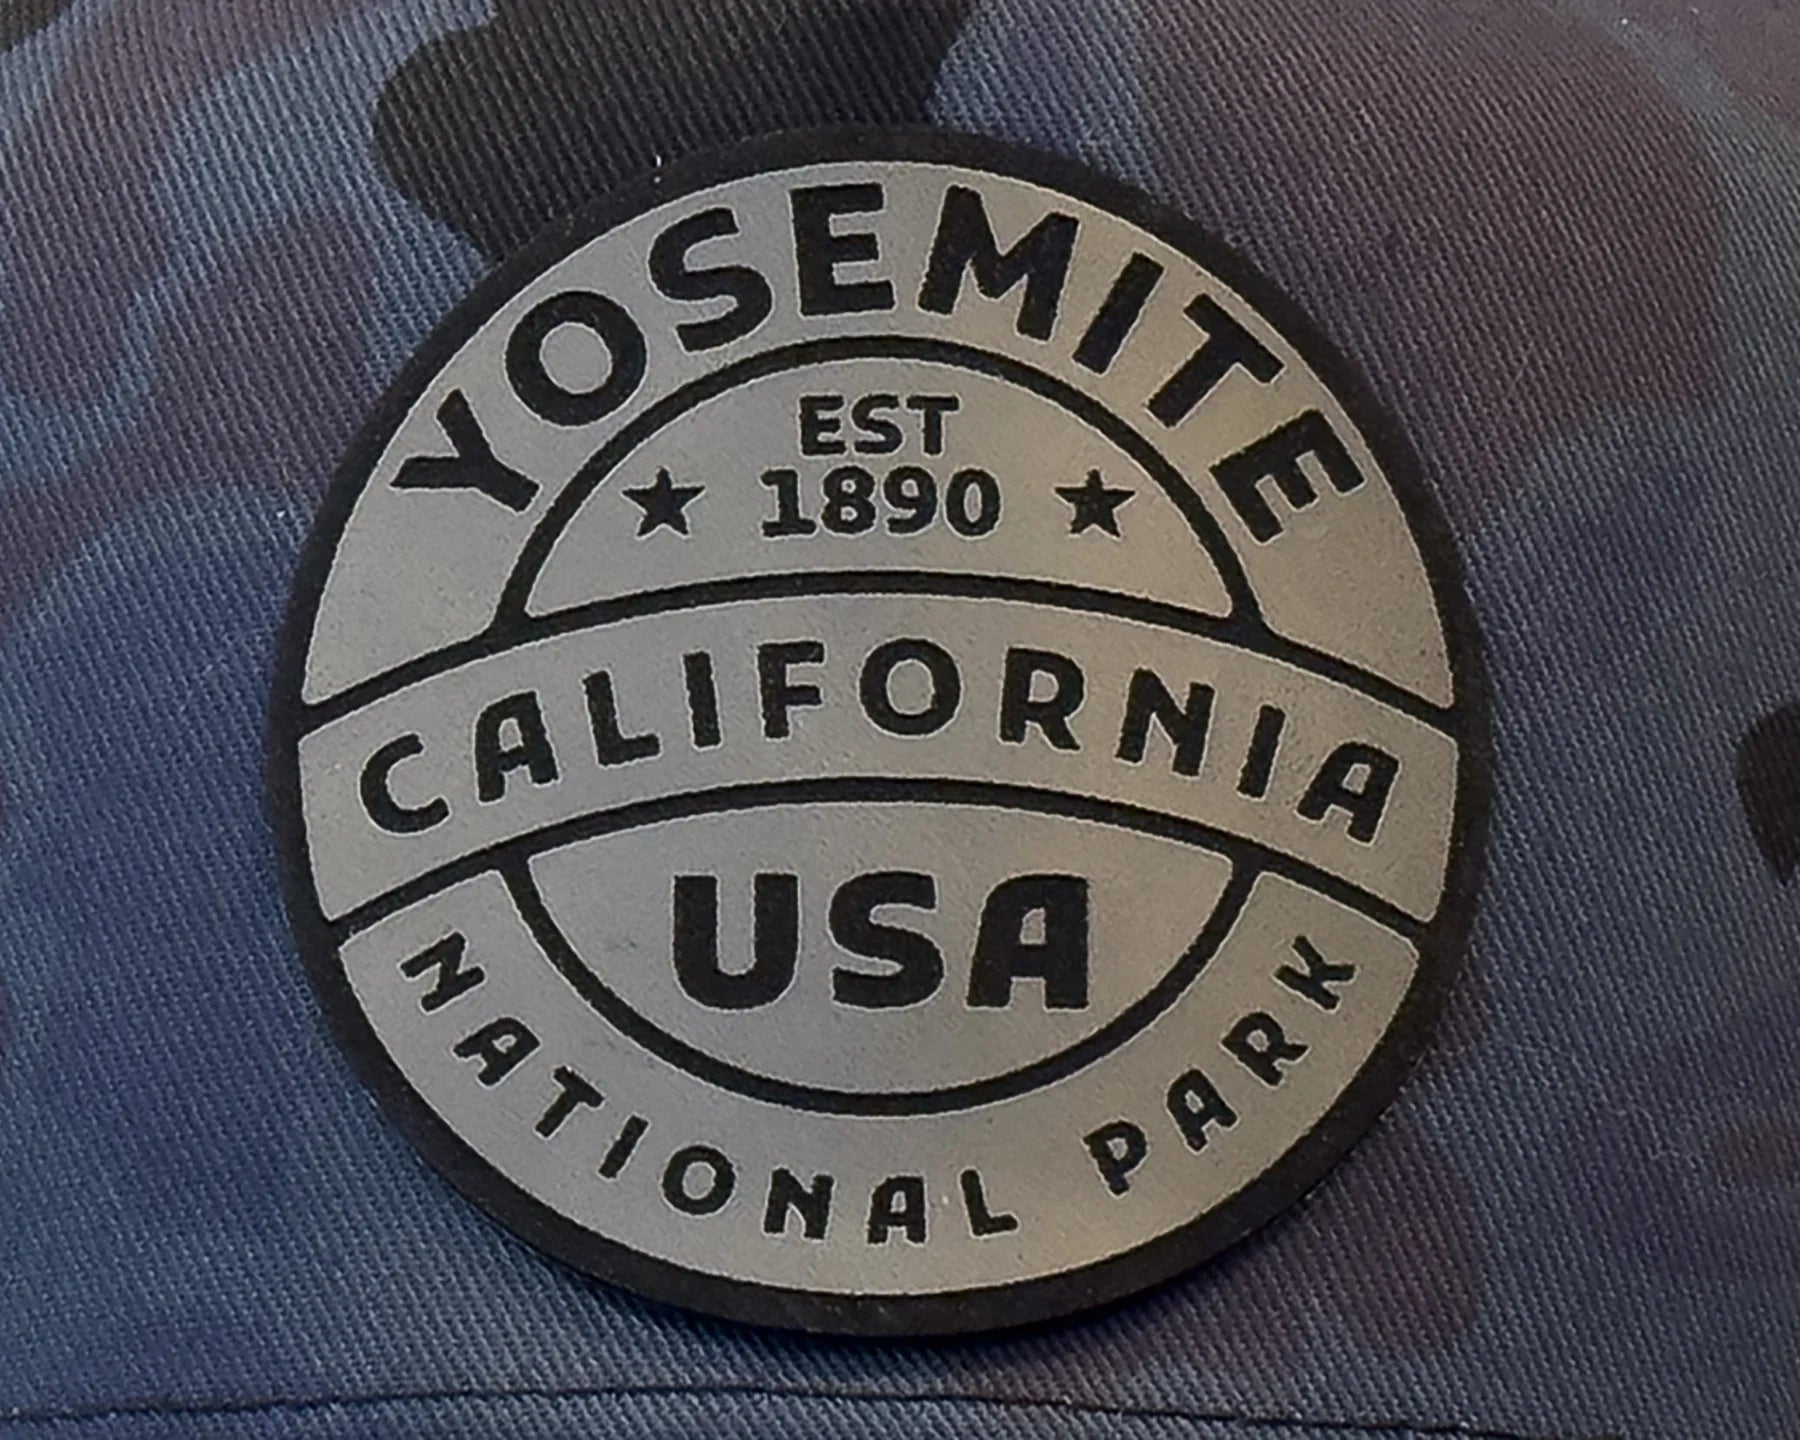 YOSEMITE
EST
1890
CALIFORNIA
USA
NATIONAL PARK